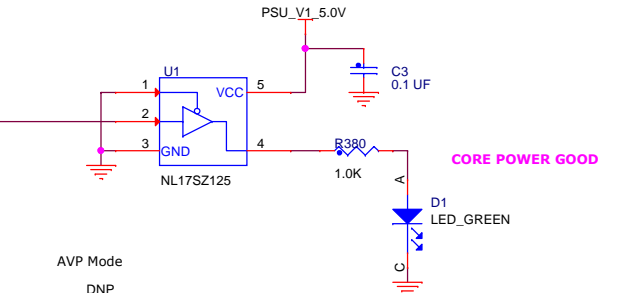 PSU_V1_5.0V
U1
1
VCC
5
C3
0.1 UF
2
3
GND
4
R380
NL17SZ125
1.0K
CORE POWER GOOD
A
D1
LED_GREEN
C
AVP Mode
DNP